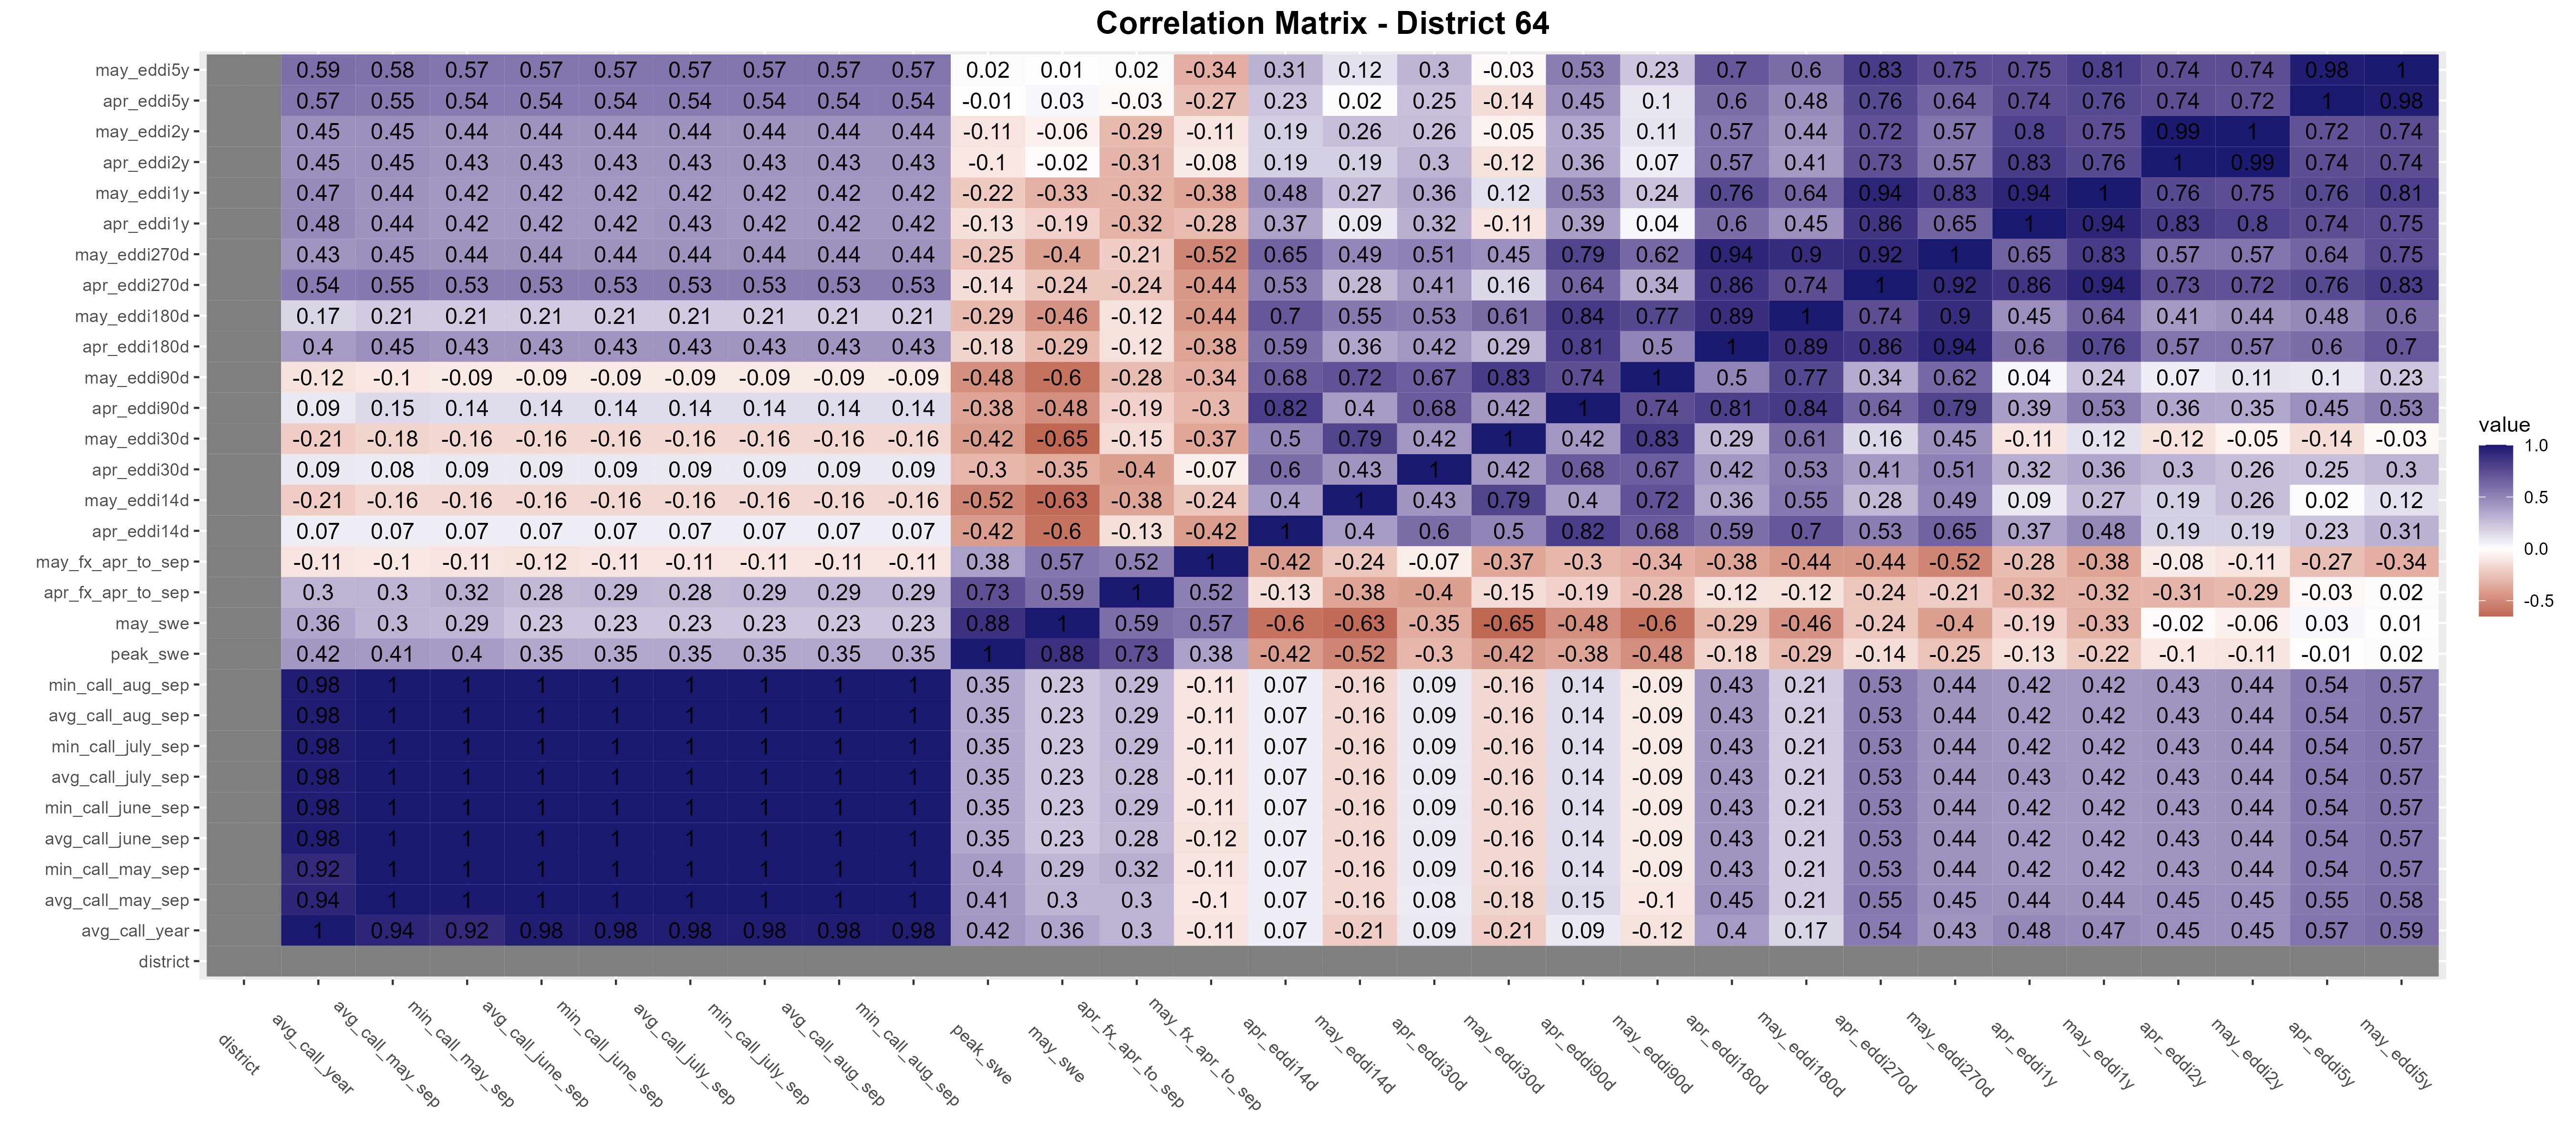 Correlation Matrix - District 64
may_eddi5y 0.59 0.58 0.57 0.57 0.57 0.57 0.57 0.57 0.57 0.02 0.01 0.02 -0.34 0.31 0.12 0.3 -0.03 0.53 0.23 0.7 0.6 0.83 0.75 0.75 0.81 0.74 0.74 0.98 1
apr_eddi5y 0.57 0.55 0.54 0.54 0.54 0.54 0.54 0.54 0.54 -0.01 0.03 -0.03 -0.27 0.23 0.02 0.25 -0.14 0.45 0.1 0.6 0.48 0.76 0.64 0.74 0.76 0.74 0.72 1 0.98
may_eddi2y 0.45 0.45 0.44 0.44 0.44 0.44 0.44 0.44 0.44 -0.11 -0.06 -0.29 -0.11 0.19 0.26 0.26 -0.05 0.35 0.11 0.57 0.44 0.72 0.57 0.8 0.75 0.99 1 0.72 0.74
apr_eddi2y 0.45 0.45 0.43 0.43 0.43 0.43 0.43 0.43 0.43 -0.1 -0.02 -0.31 -0.08 0.19 0.19 0.3 -0.12 0.36 0.07 0.57 0.41 0.73 0.57 0.83 0.76 1 0.99 0.74 0.74
may_eddi1y 0.47 0.44 0.42 0.42 0.42 0.42 0.42 0.42 0.42 -0.22 -0.33 -0.32 -0.38 0.48 0.27 0.36 0.12 0.53 0.24 0.76 0.64 0.94 0.83 0.94 1 0.76 0.75 0.76 0.81
apr_eddi1y 0.48 0.44 0.42 0.42 0.42 0.43 0.42 0.42 0.42 -0.13 -0.19 -0.32 -0.28 0.37 0.09 0.32 -0.11 0.39 0.04 0.6 0.45 0.86 0.65 1 0.94 0.83 0.8 0.74 0.75
may_eddi270d 0.43 0.45 0.44 0.44 0.44 0.44 0.44 0.44 0.44 -0.25 -0.4 -0.21 -0.52 0.65 0.49 0.51 0.45 0.79 0.62 0.94 0.9 0.92 1 0.65 0.83 0.57 0.57 0.64 0.75
apr_eddi270d 0.54 0.55 0.53 0.53 0.53 0.53 0.53 0.53 0.53 -0.14 -0.24 -0.24 -0.44 0.53 0.28 0.41 0.16 0.64 0.34 0.86 0.74 1 0.92 0.86 0.94 0.73 0.72 0.76 0.83
may_eddi180d 0.17 0.21 0.21 0.21 0.21 0.21 0.21 0.21 0.21 -0.29 -0.46 -0.12 -0.44 0.7 0.55 0.53 0.61 0.84 0.77 0.89 1 0.74 0.9 0.45 0.64 0.41 0.44 0.48 0.6
apr_eddi180d 0.4 0.45 0.43 0.43 0.43 0.43 0.43 0.43 0.43 -0.18 -0.29 -0.12 -0.38 0.59 0.36 0.42 0.29 0.81 0.5 1 0.89 0.86 0.94 0.6 0.76 0.57 0.57 0.6 0.7
may_eddi90d -0.12 -0.1 -0.09 -0.09 -0.09 -0.09 -0.09 -0.09 -0.09 -0.48 -0.6 -0.28 -0.34 0.68 0.72 0.67 0.83 0.74 1 0.5 0.77 0.34 0.62 0.04 0.24 0.07 0.11 0.1 0.23
apr_eddi90d 0.09 0.15 0.14 0.14 0.14 0.14 0.14 0.14 0.14 -0.38 -0.48 -0.19 -0.3 0.82 0.4 0.68 0.42 1 0.74 0.81 0.84 0.64 0.79 0.39 0.53 0.36 0.35 0.45 0.53
may_eddi30d -0.21 -0.18 -0.16 -0.16 -0.16 -0.16 -0.16 -0.16 -0.16 -0.42 -0.65 -0.15 -0.37 0.5 0.79 0.42 1 0.42 0.83 0.29 0.61 0.16 0.45 -0.11 0.12 -0.12 -0.05 -0.14 -0.03
apr_eddi30d 0.09 0.08 0.09 0.09 0.09 0.09 0.09 0.09 0.09 -0.3 -0.35 -0.4 -0.07 0.6 0.43 1 0.42 0.68 0.67 0.42 0.53 0.41 0.51 0.32 0.36 0.3 0.26 0.25 0.3
may_eddi14d -0.21 -0.16 -0.16 -0.16 -0.16 -0.16 -0.16 -0.16 -0.16 -0.52 -0.63 -0.38 -0.24 0.4 1 0.43 0.79 0.4 0.72 0.36 0.55 0.28 0.49 0.09 0.27 0.19 0.26 0.02 0.12
apr_eddi14d 0.07 0.07 0.07 0.07 0.07 0.07 0.07 0.07 0.07 -0.42 -0.6 -0.13 -0.42 1 0.4 0.6 0.5 0.82 0.68 0.59 0.7 0.53 0.65 0.37 0.48 0.19 0.19 0.23 0.31
may_fx_apr_to_sep -0.11 -0.1 -0.11 -0.12 -0.11 -0.11 -0.11 -0.11 -0.11 0.38 0.57 0.52 1 -0.42 -0.24 -0.07 -0.37 -0.3 -0.34 -0.38 -0.44 -0.44 -0.52 -0.28 -0.38 -0.08 -0.11 -0.27 -0.34
apr_fx_apr_to_sep 0.3 0.3 0.32 0.28 0.29 0.28 0.29 0.29 0.29 0.73 0.59 1 0.52 -0.13 -0.38 -0.4 -0.15 -0.19 -0.28 -0.12 -0.12 -0.24 -0.21 -0.32 -0.32 -0.31 -0.29 -0.03 0.02
may_swe 0.36 0.3 0.29 0.23 0.23 0.23 0.23 0.23 0.23 0.88 1 0.59 0.57 -0.6 -0.63 -0.35 -0.65 -0.48 -0.6 -0.29 -0.46 -0.24 -0.4 -0.19 -0.33 -0.02 -0.06 0.03 0.01
peak_swe 0.42 0.41 0.4 0.35 0.35 0.35 0.35 0.35 0.35 1 0.88 0.73 0.38 -0.42 -0.52 -0.3 -0.42 -0.38 -0.48 -0.18 -0.29 -0.14 -0.25 -0.13 -0.22 -0.1 -0.11 -0.01 0.02
min_call_aug_sep 0.98 1 1 1 1 1 1 1 1 0.35 0.23 0.29 -0.11 0.07 -0.16 0.09 -0.16 0.14 -0.09 0.43 0.21 0.53 0.44 0.42 0.42 0.43 0.44 0.54 0.57
avg_call_aug_sep 0.98 1 1 1 1 1 1 1 1 0.35 0.23 0.29 -0.11 0.07 -0.16 0.09 -0.16 0.14 -0.09 0.43 0.21 0.53 0.44 0.42 0.42 0.43 0.44 0.54 0.57
min_call_july_sep 0.98 1 1 1 1 1 1 1 1 0.35 0.23 0.29 -0.11 0.07 -0.16 0.09 -0.16 0.14 -0.09 0.43 0.21 0.53 0.44 0.42 0.42 0.43 0.44 0.54 0.57
avg_call_july_sep 0.98 1 1 1 1 1 1 1 1 0.35 0.23 0.28 -0.11 0.07 -0.16 0.09 -0.16 0.14 -0.09 0.43 0.21 0.53 0.44 0.43 0.42 0.43 0.44 0.54 0.57
min_call_june_sep 0.98 1 1 1 1 1 1 1 1 0.35 0.23 0.29 -0.11 0.07 -0.16 0.09 -0.16 0.14 -0.09 0.43 0.21 0.53 0.44 0.42 0.42 0.43 0.44 0.54 0.57
avg_call_june_sep 0.98 1 1 1 1 1 1 1 1 0.35 0.23 0.28 -0.12 0.07 -0.16 0.09 -0.16 0.14 -0.09 0.43 0.21 0.53 0.44 0.42 0.42 0.43 0.44 0.54 0.57
min_call_may_sep 0.92 1 1 1 1 1 1 1 1 0.4 0.29 0.32 -0.11 0.07 -0.16 0.09 -0.16 0.14 -0.09 0.43 0.21 0.53 0.44 0.42 0.42 0.43 0.44 0.54 0.57
avg_call_may_sep 0.94 1 1 1 1 1 1 1 1 0.41 0.3 0.3 -0.1 0.07 -0.16 0.08 -0.18 0.15 -0.1 0.45 0.21 0.55 0.45 0.44 0.44 0.45 0.45 0.55 0.58
avg_call_year 1 0.94 0.92 0.98 0.98 0.98 0.98 0.98 0.98 0.42 0.36 0.3 -0.11 0.07 -0.21 0.09 -0.21 0.09 -0.12 0.4 0.17 0.54 0.43 0.48 0.47 0.45 0.45 0.57 0.59
district
district avg_call_year avg_call_may_sep min_call_may_sep avg_call_june_sep min_call_june_sep avg_call_july_sep min_call_july_sep avg_call_aug_sep min_call_aug_sep peak_swe may_swe apr_fx_apr_to_sep may_fx_apr_to_sep apr_eddi14d may_eddi14d apr_eddi30d may_eddi30d apr_eddi90d may_eddi90d apr_eddi180d may_eddi180d apr_eddi270d may_eddi270d apr_eddi1y may_eddi1y apr_eddi2y may_eddi2y apr_eddi5y may_eddi5y
value
1.0
0.5
0.0
-0.5